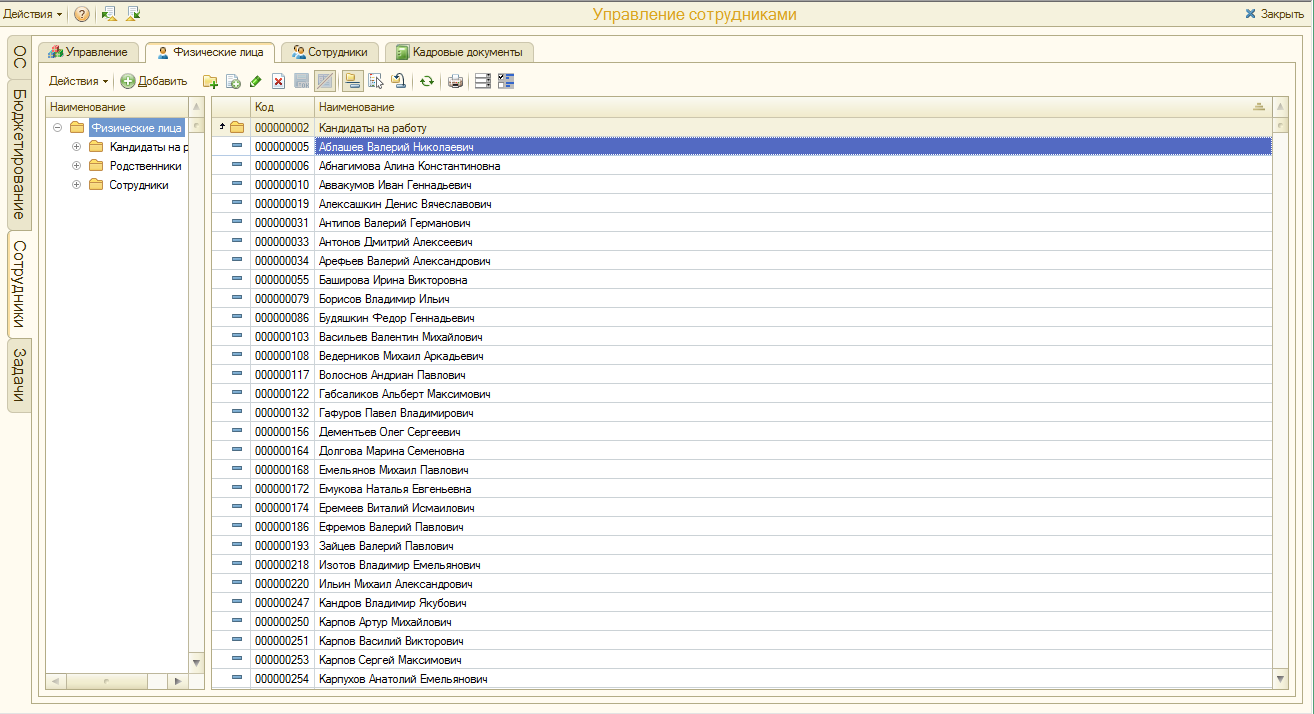 Действия
Управление сотрудниками
Закрыть
ОС
Бюджетирование
Сотрудники
Задачи
Управление
Физические лица
Сотрудники
Кадровые документы
Действия
Добавить
Наименование
Физические лица
Кандидаты на р
Родственники
Сотрудники
Код Наименование
000000002 Кандидаты на работу
000000005 Аблашев Валерий Николаевич
000000006 Абнагимова Алина Константиновна
000000010 Аввакумов Иван Геннадьевич
000000019 Алексашкин Денис Вячеславович
000000031 Антипов Валерий Германович
000000033 Антонов Дмитрий Алексеевич
000000034 Арефьев Валерий Александрович
000000055 Баширова Ирина Викторовна
000000079 Борисов Владимир Ильич
000000086 Будяшкин Федор Геннадьевич
000000103 Васильев Валентин Михайлович
000000108 Ведерников Михаил Аркадьевич
000000117 Волоснов Андриан Павлович
000000122 Габсаликов Альберт Максимович
000000132 Гафуров Павел Владимирович
000000156 Дементьев Олег Сергеевич
000000164 Долгова Марина Семеновна
000000168 Емельянов Михаил Павлович
000000172 Емукова Наталья Евгеньевна
000000174 Еремеев Виталий Исмаилович
000000186 Ефремов Валерий Павлович
000000193 Зайцев Валерий Павлович
000000218 Изотов Владимир Емельянович
000000220 Ильин Михаил Александрович
000000247 Кандров Владимир Якубович
000000250 Карпов Артур Михайлович
000000251 Карпов Василий Викторович
000000253 Карпов Сергей Максимович
000000254 Карпухов Анатолий Емельянович